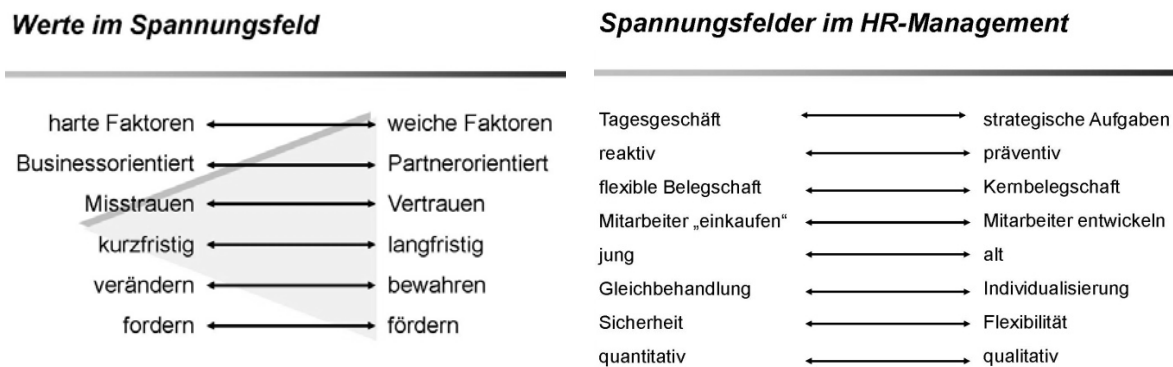 Werte im Spannungsfeld
harte Faktoren weiche Faktoren
Businessorientiert Partnerorientiert
Misstrauen Vertrauen
kurzfristig langfristig
verändern bewahren
fordern fördern
Spannungsfelder im HR-Management
Tagesgeschäft strategische Aufgaben
reaktiv präventiv
flexible Belegschaft Kernbelegschaft
Mitarbeiter „einkaufen“ Mitarbeiter entwickeln
jung alt
Gleichbehandlung Individualisierung
Sicherheit Flexibilität
quantitativ qualitativ